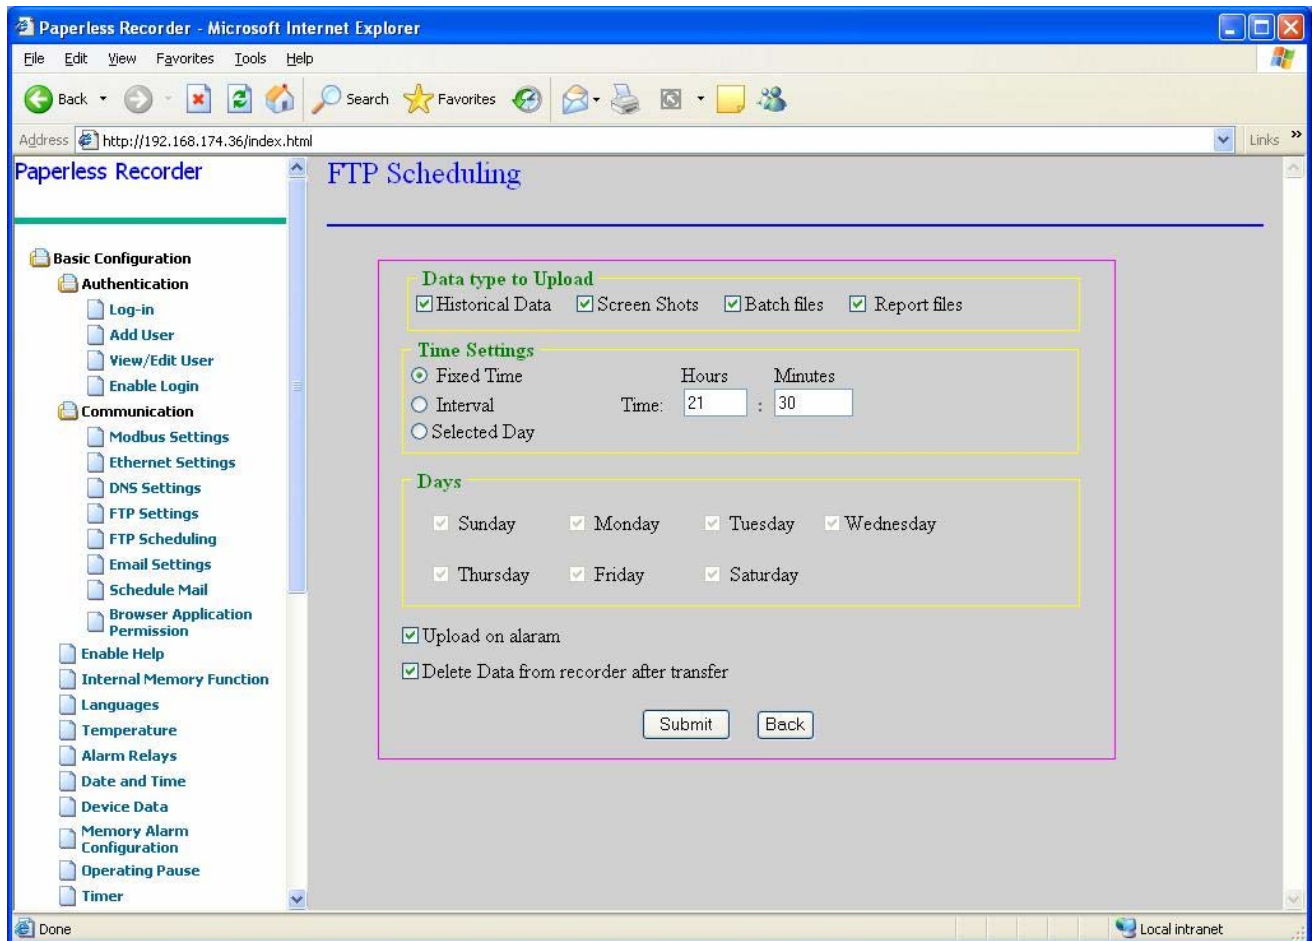 Paperless Recorder - Microsoft Internet Explorer
File Edit View Favorites Tools Help
Back Search Favorites
Address http://192.168.174.36/index.html Links »
Paperless Recorder
Basic Configuration
Authentication
Log-in
Add User
View/Edit User
Enable Login
Communication
Modbus Settings
Ethernet Settings
DNS Settings
FTP Settings
FTP Scheduling
Email Settings
Schedule Mail
Browser Application
Permission
Enable Help
Internal Memory Function
Languages
Temperature
Alarm Relays
Date and Time
Device Data
Memory Alarm
Configuration
Operating Pause
Timer
FTP Scheduling
Data type to Upload
Historical Data Screen Shots Batch files Report files
Time Settings
Fixed Time Hours Minutes
Interval Time: 21 : 30
Selected Day
Days
Sunday Monday Tuesday Wednesday
Thursday Friday Saturday
Upload on alaram
Delete Data from recorder after transfer
Submit Back
Done Local intranet